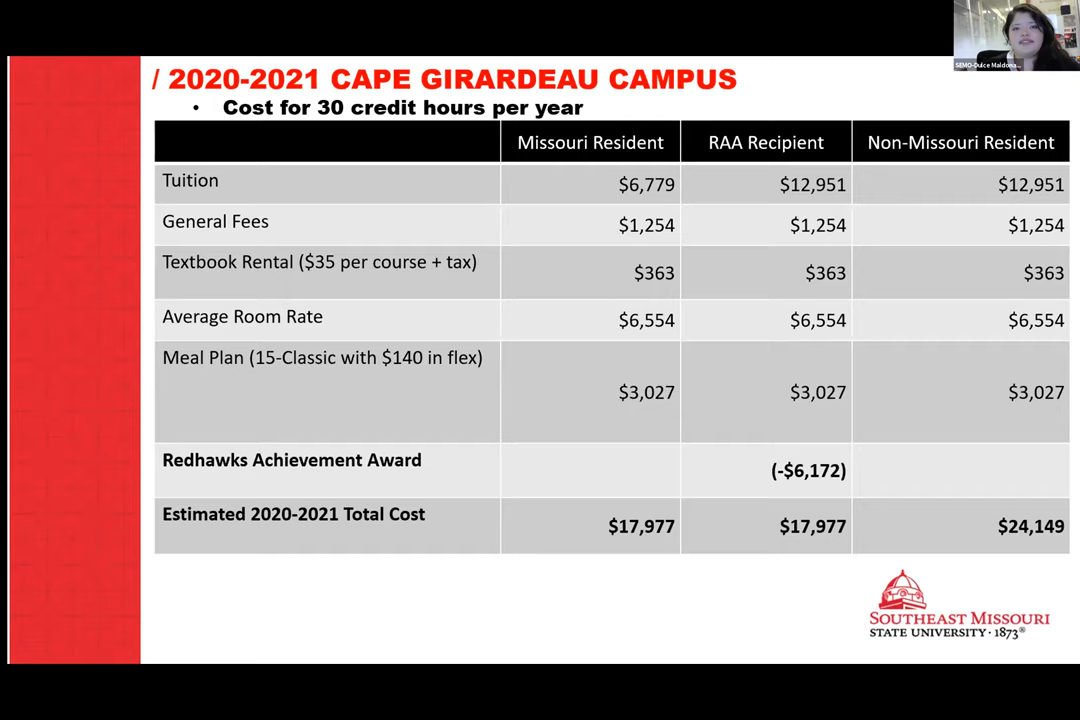 SEMO-Dulce Maldona...
/ 2020-2021 CAPE GIRARDEAU CAMPUS
• Cost for 30 credit hours per year
Missouri Resident RAA Recipient Non-Missouri Resident
Tuition $6,779 $12,951 $12,951
General Fees $1,254 $1,254 $1,254
Textbook Rental ($35 per course + tax) $363 $363 $363
Average Room Rate $6,554 $6,554 $6,554
Meal Plan (15-Classic with $140 in flex) $3,027 $3,027 $3,027
Redhawks Achievement Award (-$6,172)
Estimated 2020-2021 Total Cost $17,977 $17,977 $24,149
SOUTHEAST MISSOURI
STATE UNIVERSITY · 1873®